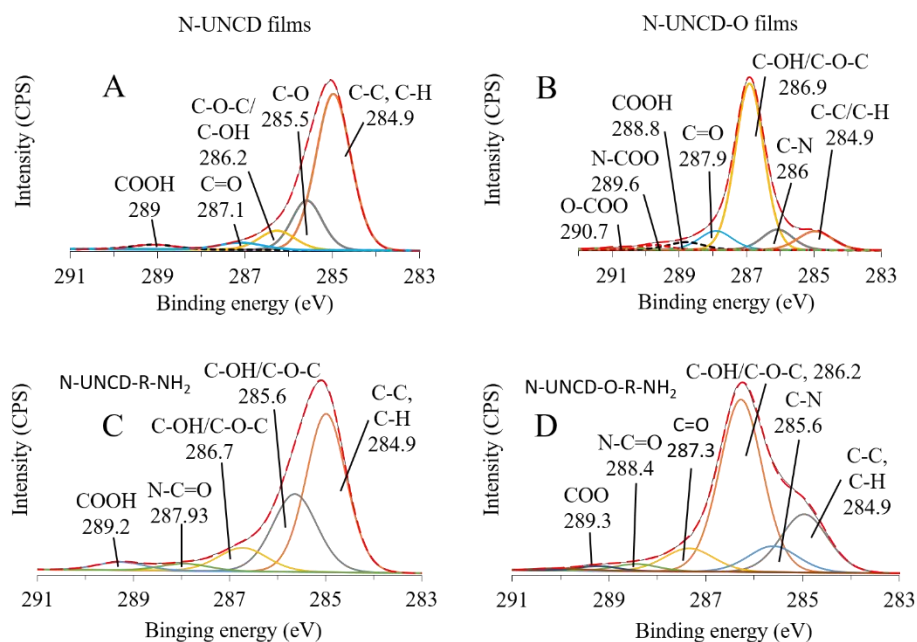 N-UNCD films
N-UNCD-O films
A
Intensity (CPS)
C-O-C/
C-OH
286.2
C-O
285.5
C-C, C-H
284.9
COOH
289
C=O
287.1
291 289 287 285 283
Binding energy (eV)
B
Intensity (CPS)
C-OH/C-O-C
286.9
COOH
288.8
C=O
287.9
C-C/C-H
284.9
N-COO
289.6
C-N
286
O-COO
290.7
291 289 287 285 283
Binding energy (eV)
N-UNCD-R-NH₂
C
Intensity (CPS)
C-OH/C-O-C
285.6
C-C,
C-H
284.9
C-OH/C-O-C
286.7
N-C=O
287.93
COOH
289.2
291 289 287 285 283
Binging energy (eV)
N-UNCD-O-R-NH₂
D
Intensity (CPS)
C-OH/C-O-C, 286.2
C-N
285.6
C=O
287.3
N-C=O
288.4
C-C,
C-H
284.9
COO
289.3
291 289 287 285 283
Binding energy (eV)